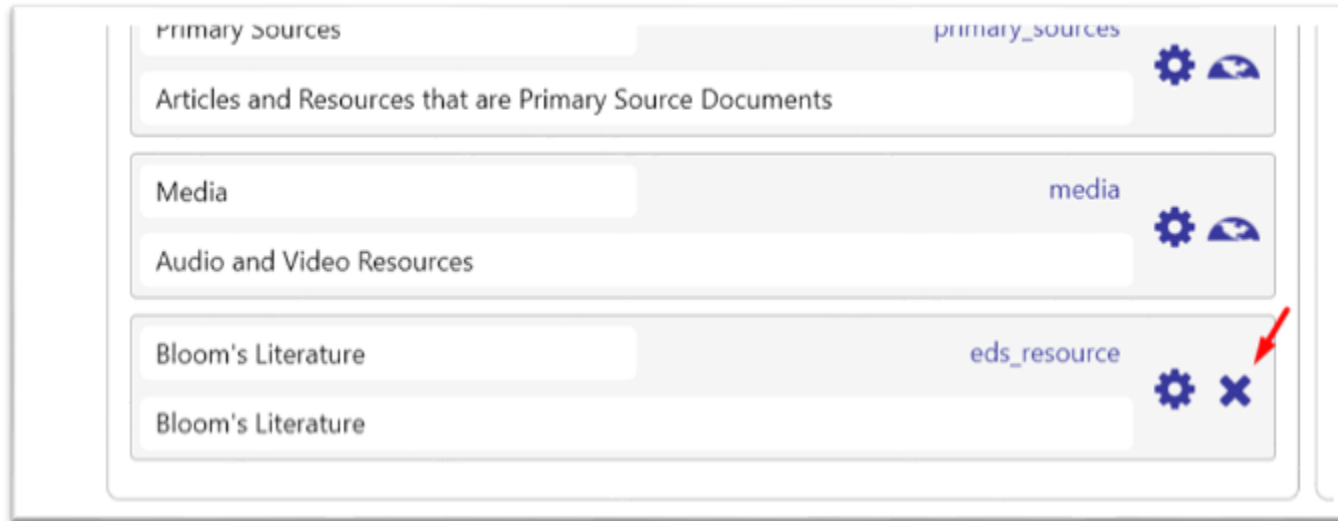 Primary Sources
primary_sources
Articles and Resources that are Primary Source Documents
Media
media
Audio and Video Resources
Bloom's Literature
eds_resource
Bloom's Literature